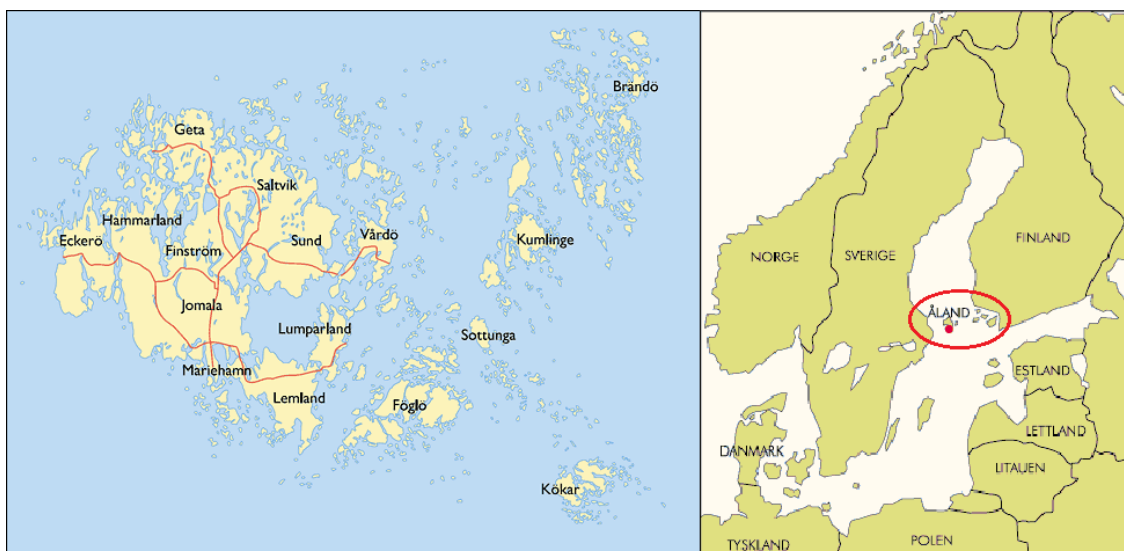 Brändö
Geta
Saltvik
Hammarland
Eckerö
Finström
Sund
Vårdö
Kumlinge
Jomala
Lumparland
Sottunga
Mariehamn
Lemland
Föglö
Kökar
NORGE
SVERIGE
FINLAND
ÅLAND
ESTLAND
LETTLAND
DANMARK
LITAUEN
TYSKLAND
POLEN